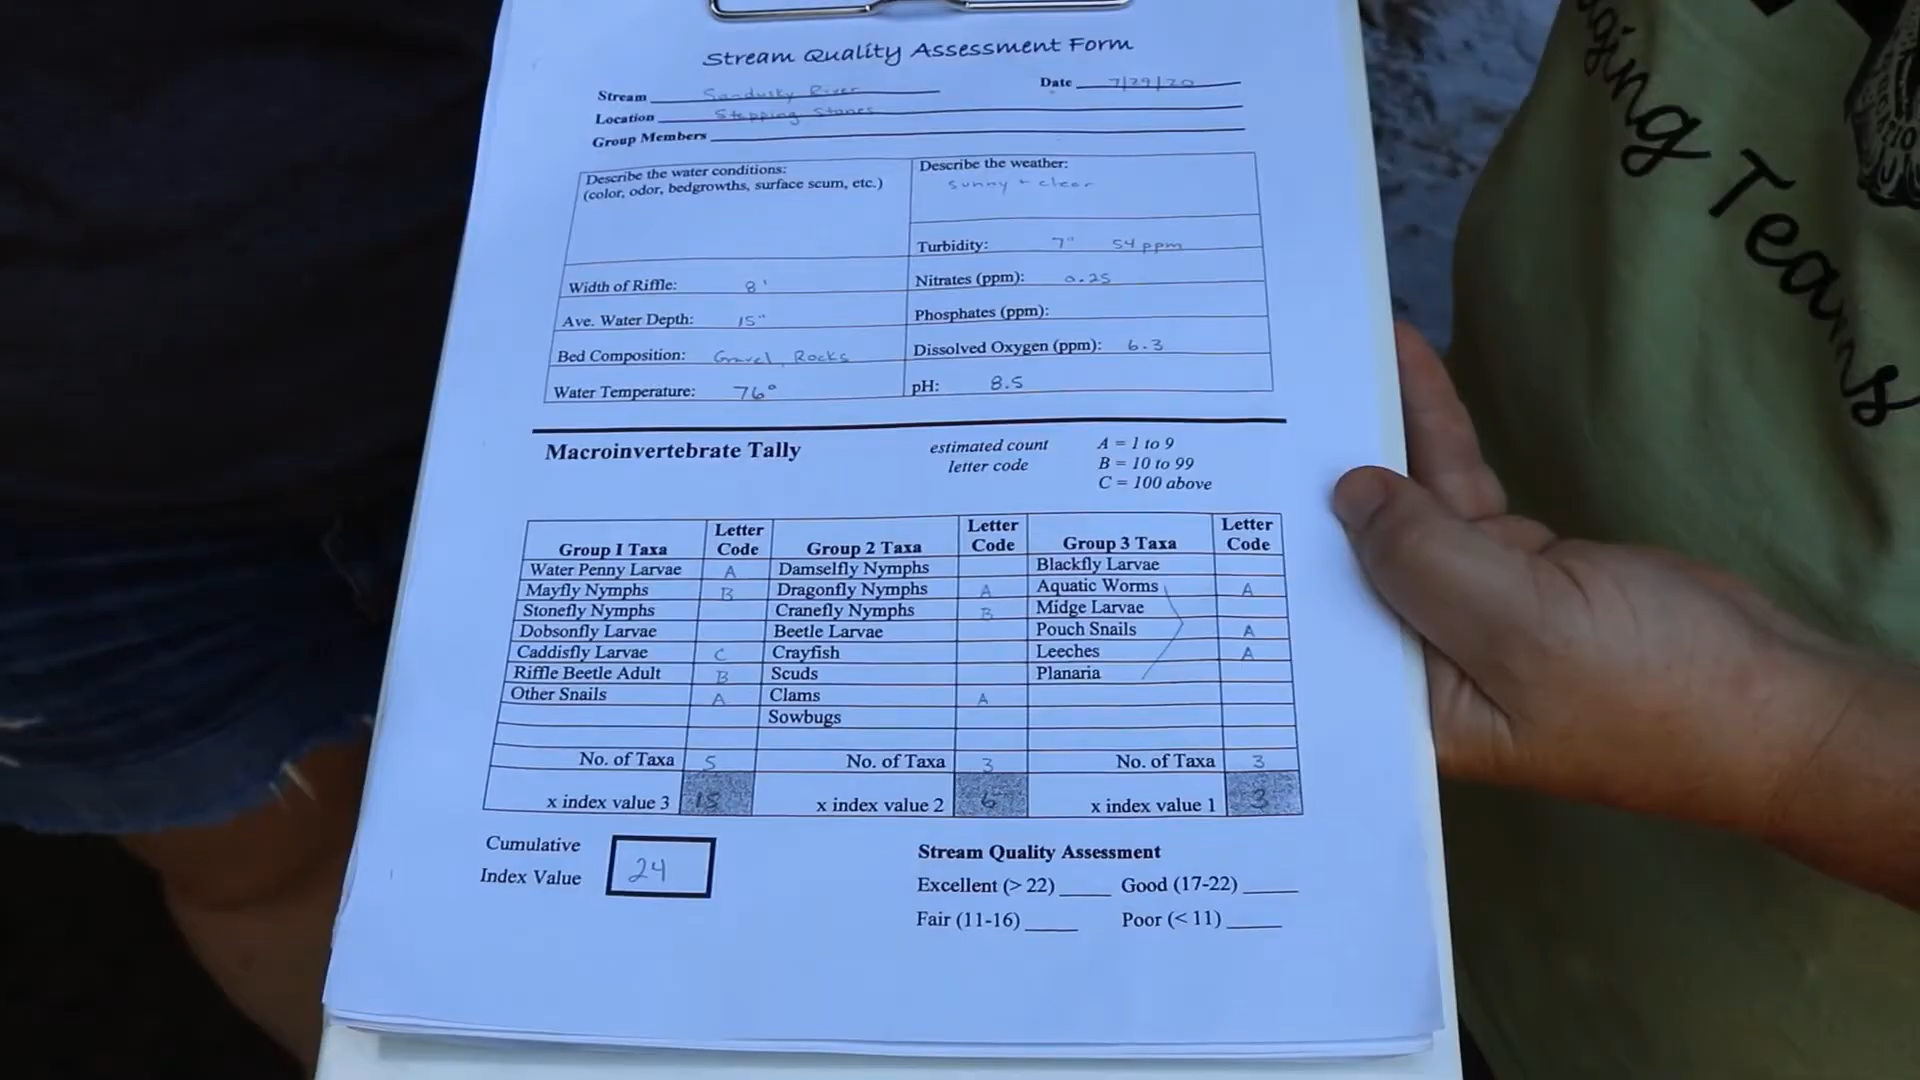 Stream Quality Assessment Form
Stream Sandusky River Date 7/29/20
Location Stepping Stones
Group Members
Describe the water conditions:
(color, odor, bedgrowths, surface scum, etc.)
Describe the weather:
sunny + clear
Turbidity: 7" 54 ppm
Width of Riffle: 8'
Nitrates (ppm): 0.25
Ave. Water Depth: 15"
Phosphates (ppm):
Bed Composition: Gravel, Rocks
Dissolved Oxygen (ppm): 6.3
Water Temperature: 76°
pH: 8.5
Macroinvertebrate Tally
estimated count
letter code
A = 1 to 9
B = 10 to 99
C = 100 above
Group 1 Taxa Letter Code Group 2 Taxa Letter Code Group 3 Taxa Letter Code
Water Penny Larvae A Damselfly Nymphs Blackfly Larvae
Mayfly Nymphs B Dragonfly Nymphs A Aquatic Worms A
Stonefly Nymphs Cranefly Nymphs B Midge Larvae
Dobsonfly Larvae Beetle Larvae Pouch Snails A
Caddisfly Larvae C Crayfish Leeches A
Riffle Beetle Adult B Scuds Planaria
Other Snails A Clams A
Sowbugs
No. of Taxa 5 No. of Taxa 3 No. of Taxa 3
x index value 3 15 x index value 2 6 x index value 1 3
Cumulative
Index Value 24
Stream Quality Assessment
Excellent (> 22) Good (17-22)
Fair (11-16) Poor (< 11)
Teams